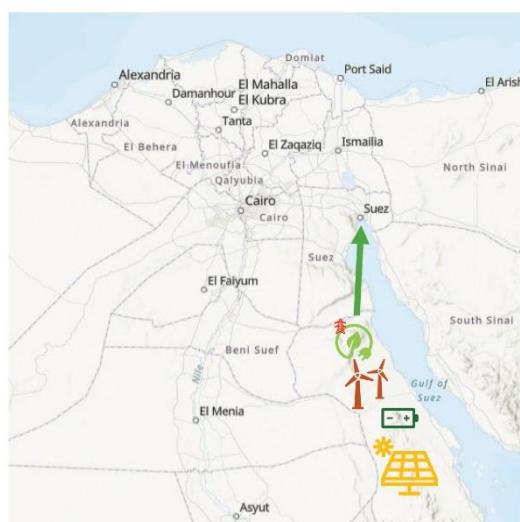 Domiat
Port Said
Alexandria
El Mahalla
El Kubra
Damanhour
El Arish
Alexandria
Tanta
El Behera
El Zaqaziq
Ismailia
El Menoufia
Qalyubia
North Sinai
Cairo
Cairo
Suez
Suez
El Faiyum
South Sinai
Beni Suef
Nile
Gulf of
Suez
El Menia
Asyut